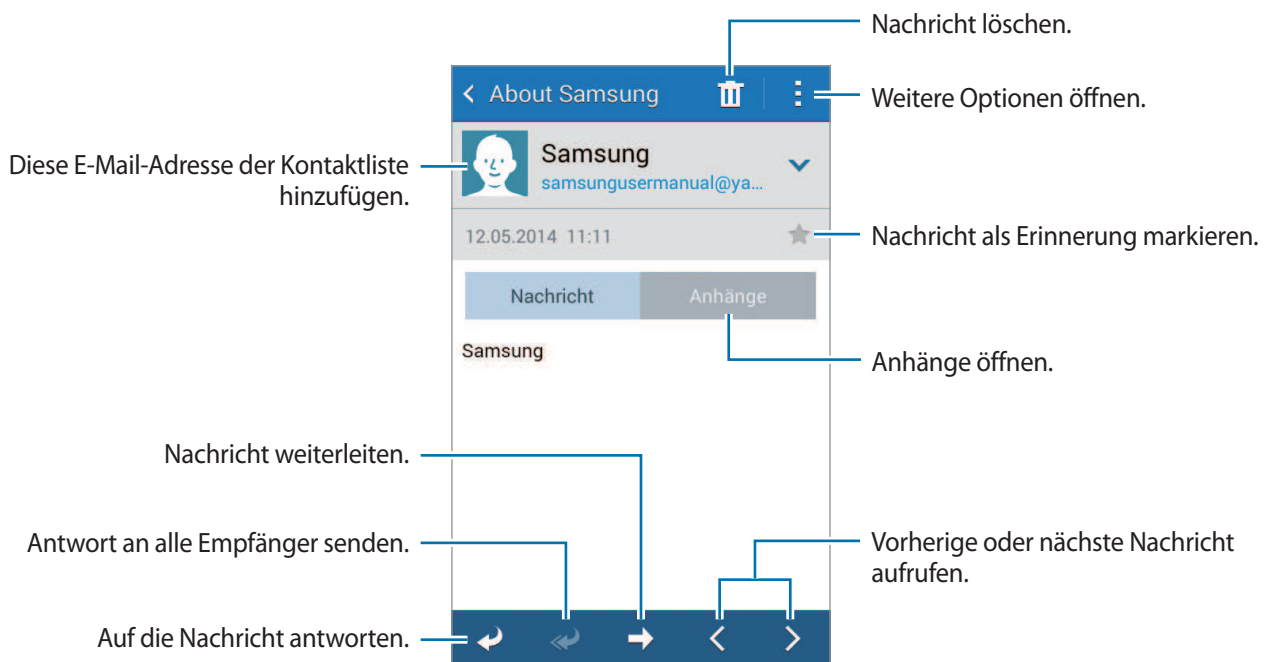 Nachricht löschen.
About Samsung
Weitere Optionen öffnen.
Diese E-Mail-Adresse der Kontaktliste
hinzufügen.
Samsung
samsungusermanual@ya...
12.05.2014 11:11
Nachricht als Erinnerung markieren.
Nachricht
Anhänge
Samsung
Anhänge öffnen.
Nachricht weiterleiten.
Antwort an alle Empfänger senden.
Vorherige oder nächste Nachricht
aufrufen.
Auf die Nachricht antworten.